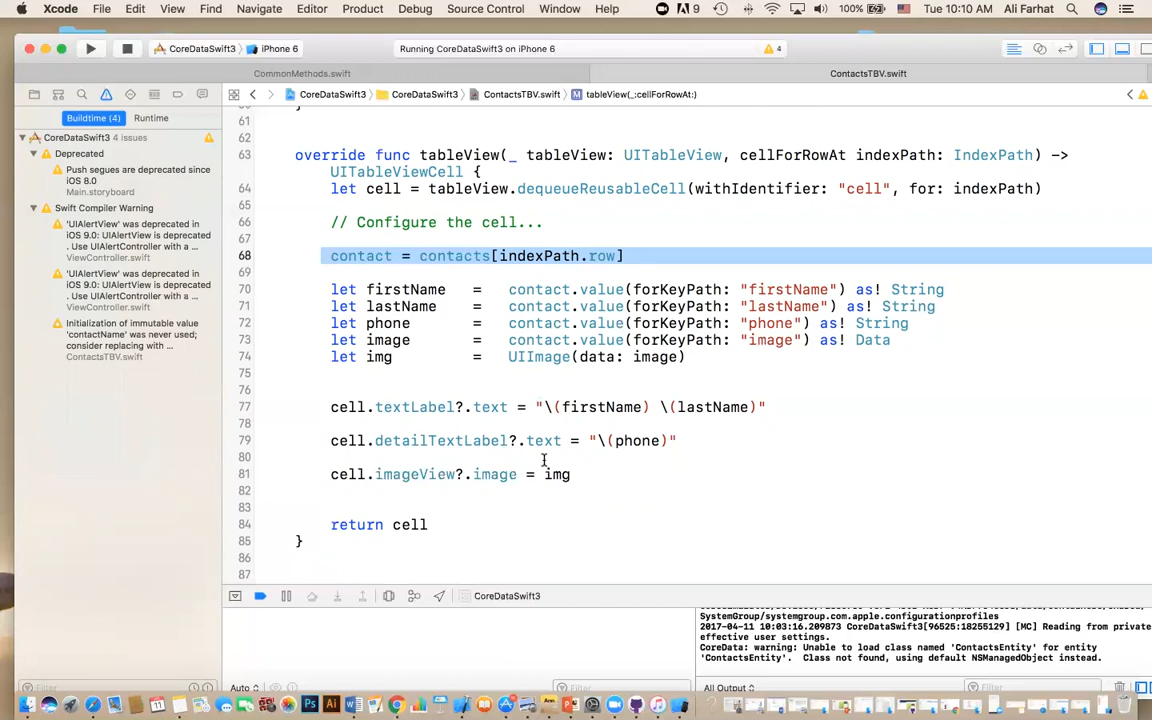 Xcode File Edit View Find Navigate Editor Product Debug Source Control Window Help 9 100% Tue 10:10 AM Ali Farhat
CoreDataSwift3 iPhone 6 Running CoreDataSwift3 on iPhone 6 4
CommonMethods.swift ContactsTBV.swift
CoreDataSwift3 CoreDataSwift3 ContactsTBV.swift M tableView(_:cellForRowAt:)
Buildtime (4) Runtime
CoreDataSwift3 4 issues
Deprecated
Push segues are deprecated since
iOS 8.0
Main.storyboard
Swift Compiler Warning
'UIAlertView' was deprecated in
iOS 9.0: UIAlertView is deprecated
. Use UIAlertController with a ...
ViewController.swift
'UIAlertView' was deprecated in
iOS 9.0: UIAlertView is deprecated
. Use UIAlertController with a ...
ViewController.swift
Initialization of immutable value
'contactName' was never used;
consider replacing with ...
ContactsTBV.swift
}
61
62
63 override func tableView(_ tableView: UITableView, cellForRowAt indexPath: IndexPath) ->
UITableViewCell {
64 let cell = tableView.dequeueReusableCell(withIdentifier: "cell", for: indexPath)
65
66 // Configure the cell...
67
68 contact = contacts[indexPath.row]
69
70 let firstName = contact.value(forKeyPath: "firstName") as! String
71 let lastName = contact.value(forKeyPath: "lastName") as! String
72 let phone = contact.value(forKeyPath: "phone") as! String
73 let image = contact.value(forKeyPath: "image") as! Data
74 let img = UIImage(data: image)
75
76
77 cell.textLabel?.text = "\(firstName) \(lastName)"
78
79 cell.detailTextLabel?.text = "\(phone)"
80
81 cell.imageView?.image = img
82
83
84 return cell
85 }
86
87
CoreDataSwift3
SystemGroup/systemgroup.com.apple.configurationprofiles
2017-04-11 10:03:16.209873 CoreDataSwift3[96525:18255129] [MC] Reading from private
effective user settings.
CoreData: warning: Unable to load class named 'ContactsEntity' for entity
'ContactsEntity'. Class not found, using default NSManagedObject instead.
Filter Auto Filter All Output Filter